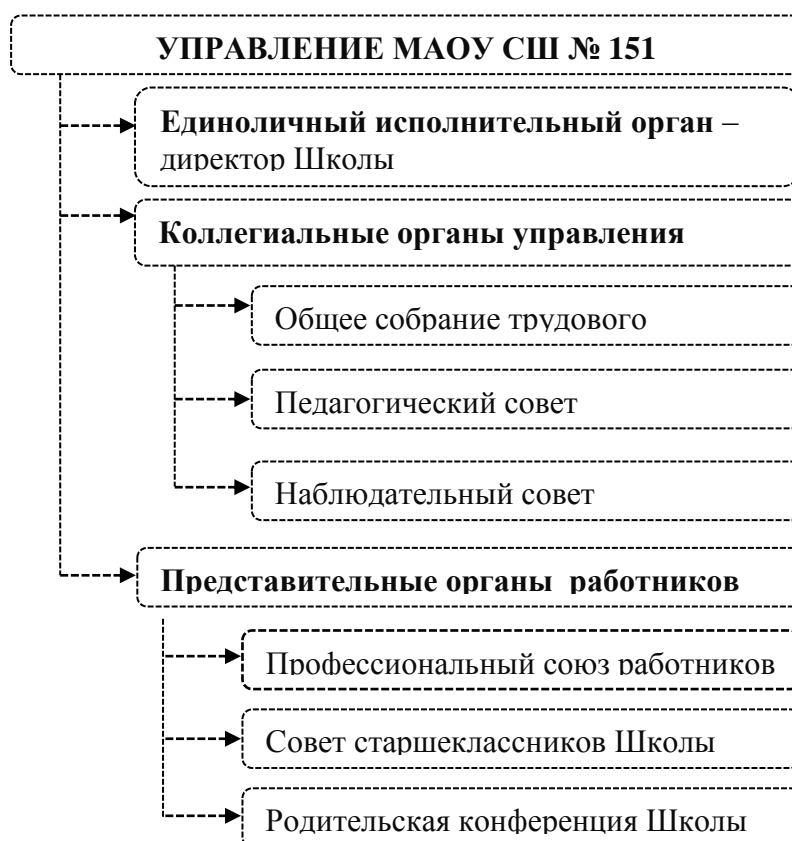 УПРАВЛЕНИЕ МАОУ СШ № 151
Единоличный исполнительный орган –
директор Школы
Коллегиальные органы управления
Общее собрание трудового
Педагогический совет
Наблюдательный совет
Представительные органы работников
Профессиональный союз работников
Совет старшеклассников Школы
Родительская конференция Школы